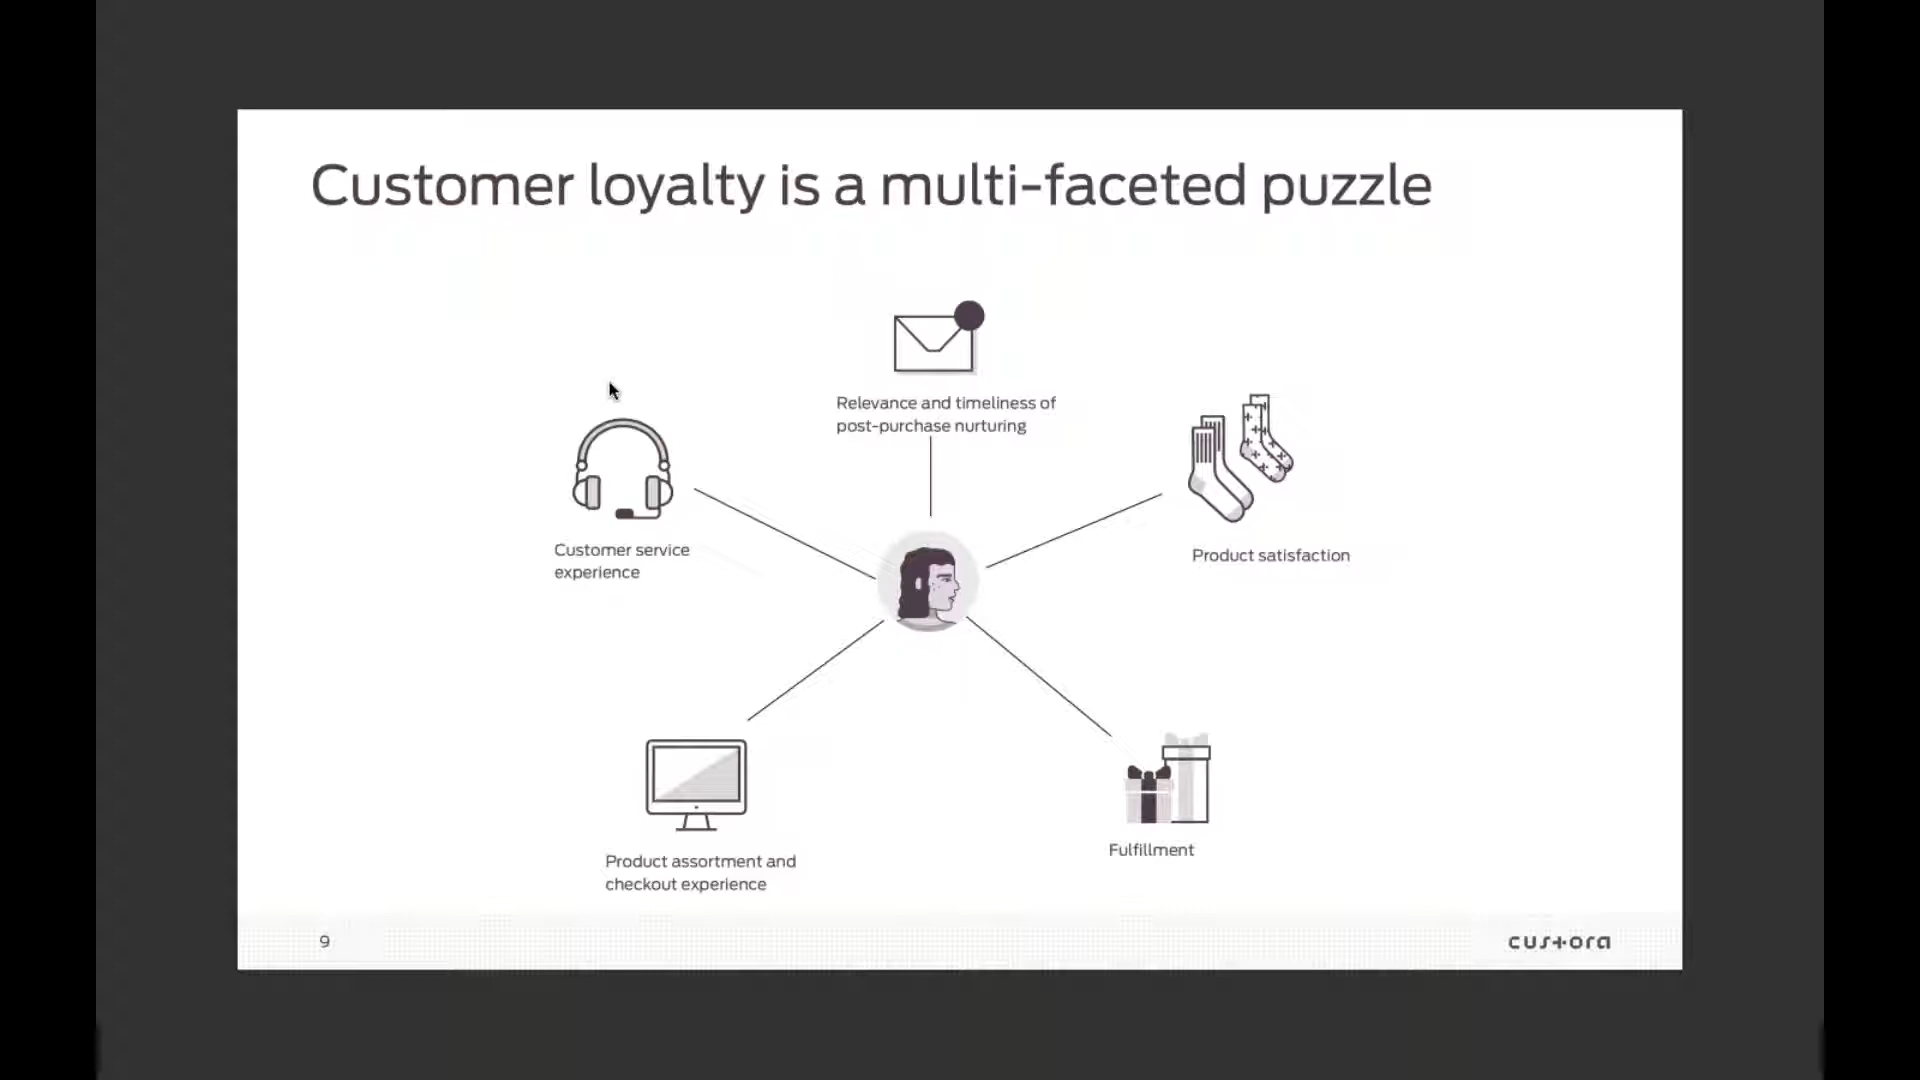 Customer loyalty is a multi-faceted puzzle
Relevance and timeliness of
post-purchase nurturing
Customer service
experience
Product satisfaction
Product assortment and
checkout experience
Fulfillment
9
custora